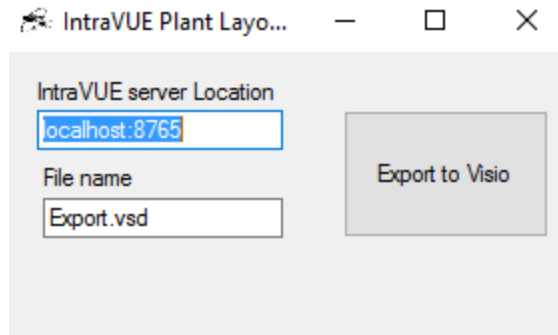 IntraVUE Plant Layo...
IntraVUE server Location
localhost:8765
File name
Export.vsd
Export to Visio